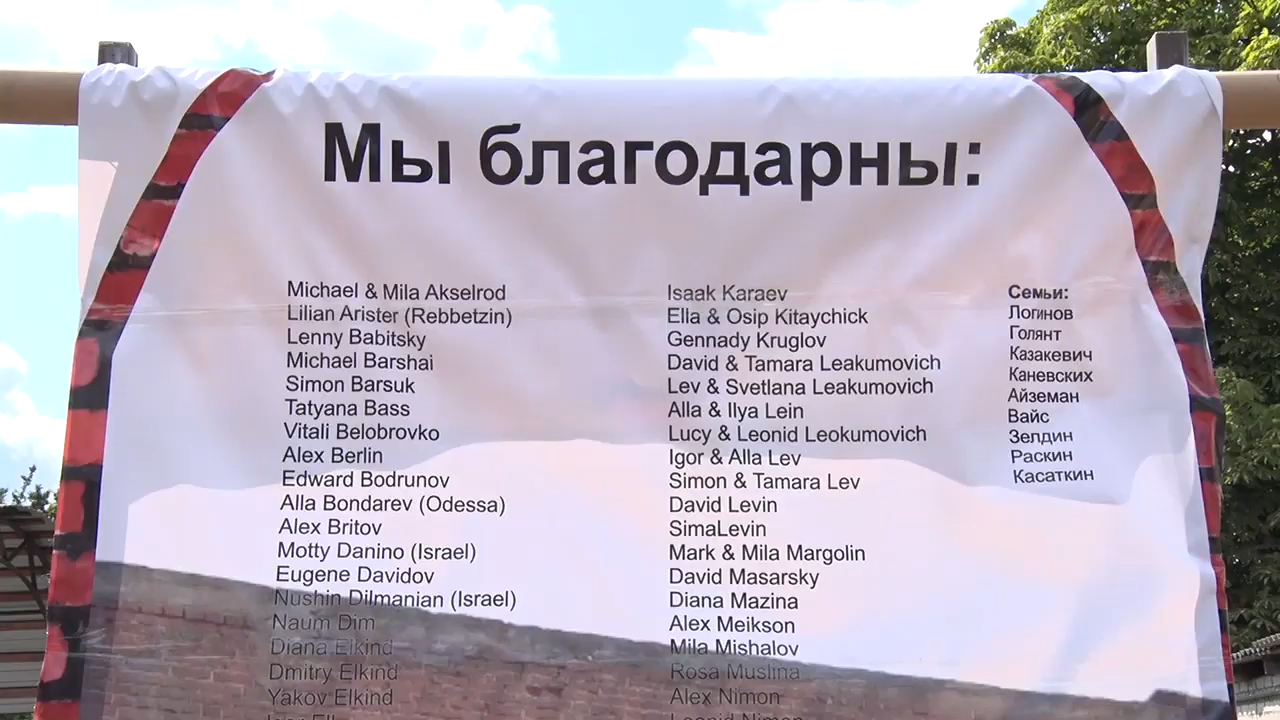 Мы благодарны:
Michael & Mila Akselrod
Lilian Arister (Rebbetzin)
Lenny Babitsky
Michael Barshai
Simon Barsuk
Tatyana Bass
Vitali Belobrovko
Alex Berlin
Edward Bodrunov
Alla Bondarev (Odessa)
Alex Britov
Motty Danino (Israel)
Eugene Davidov
Nushin Dilmanian (Israel)
Naum Dim
Diana Elkind
Dmitry Elkind
Yakov Elkind
Isaak Karaev
Ella & Osip Kitaychick
Gennady Kruglov
David & Tamara Leakumovich
Lev & Svetlana Leakumovich
Alla & Ilya Lein
Lucy & Leonid Leokumovich
Igor & Alla Lev
Simon & Tamara Lev
David Levin
SimaLevin
Mark & Mila Margolin
David Masarsky
Diana Mazina
Alex Meikson
Mila Mishalov
Rosa Muslina
Alex Nimon
Leonid Nimon
Семьи:
Логинов
Голянт
Казакевич
Каневских
Айземан
Вайс
Зелдин
Раскин
Касаткин